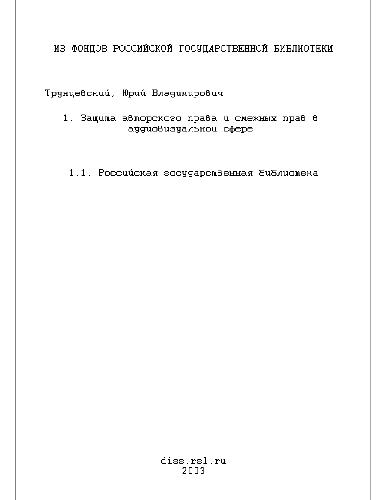 ИЗ ФОНДОВ РОССИЙСКОЙ ГОСУДАРСТВЕННОЙ БИБЛИОТЕКИ
Трунцевский, Юрий Владимирович
1. Защита авторского права и смежных прав в
аудиовизуальной сфере
1.1. Российская государственная библиотека
diss.rsl.ru
2003